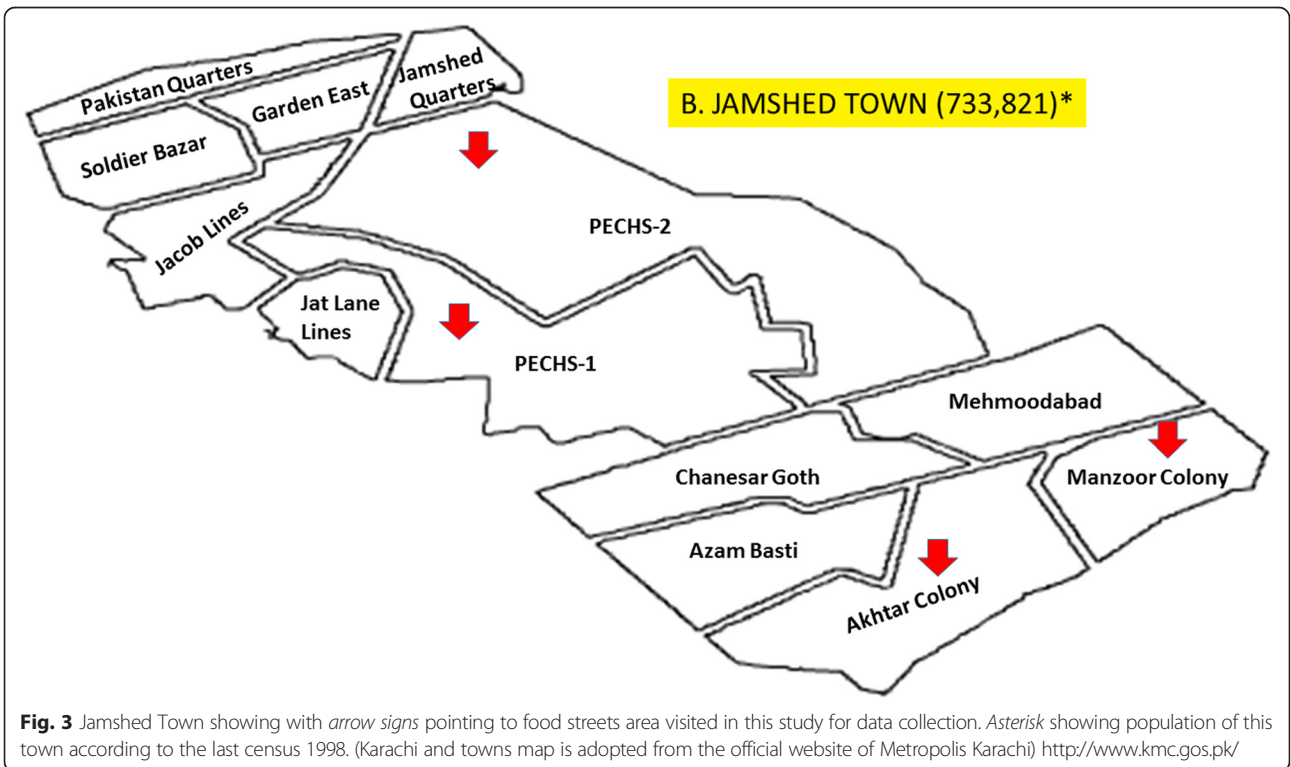 Pakistan Quarters
Garden East
Jamshed
Quarters
B. JAMSHED TOWN (733,821)*
Soldier Bazar
Jacob Lines
PECHS-2
Jat Lane
Lines
PECHS-1
Mehmoodabad
Chanesar Goth
Manzoor Colony
Azam Basti
Akhtar Colony
Fig. 3 Jamshed Town showing with arrow signs pointing to food streets area visited in this study for data collection. Asterisk showing population of this
town according to the last census 1998. (Karachi and towns map is adopted from the official website of Metropolis Karachi) http://www.kmc.gos.pk/